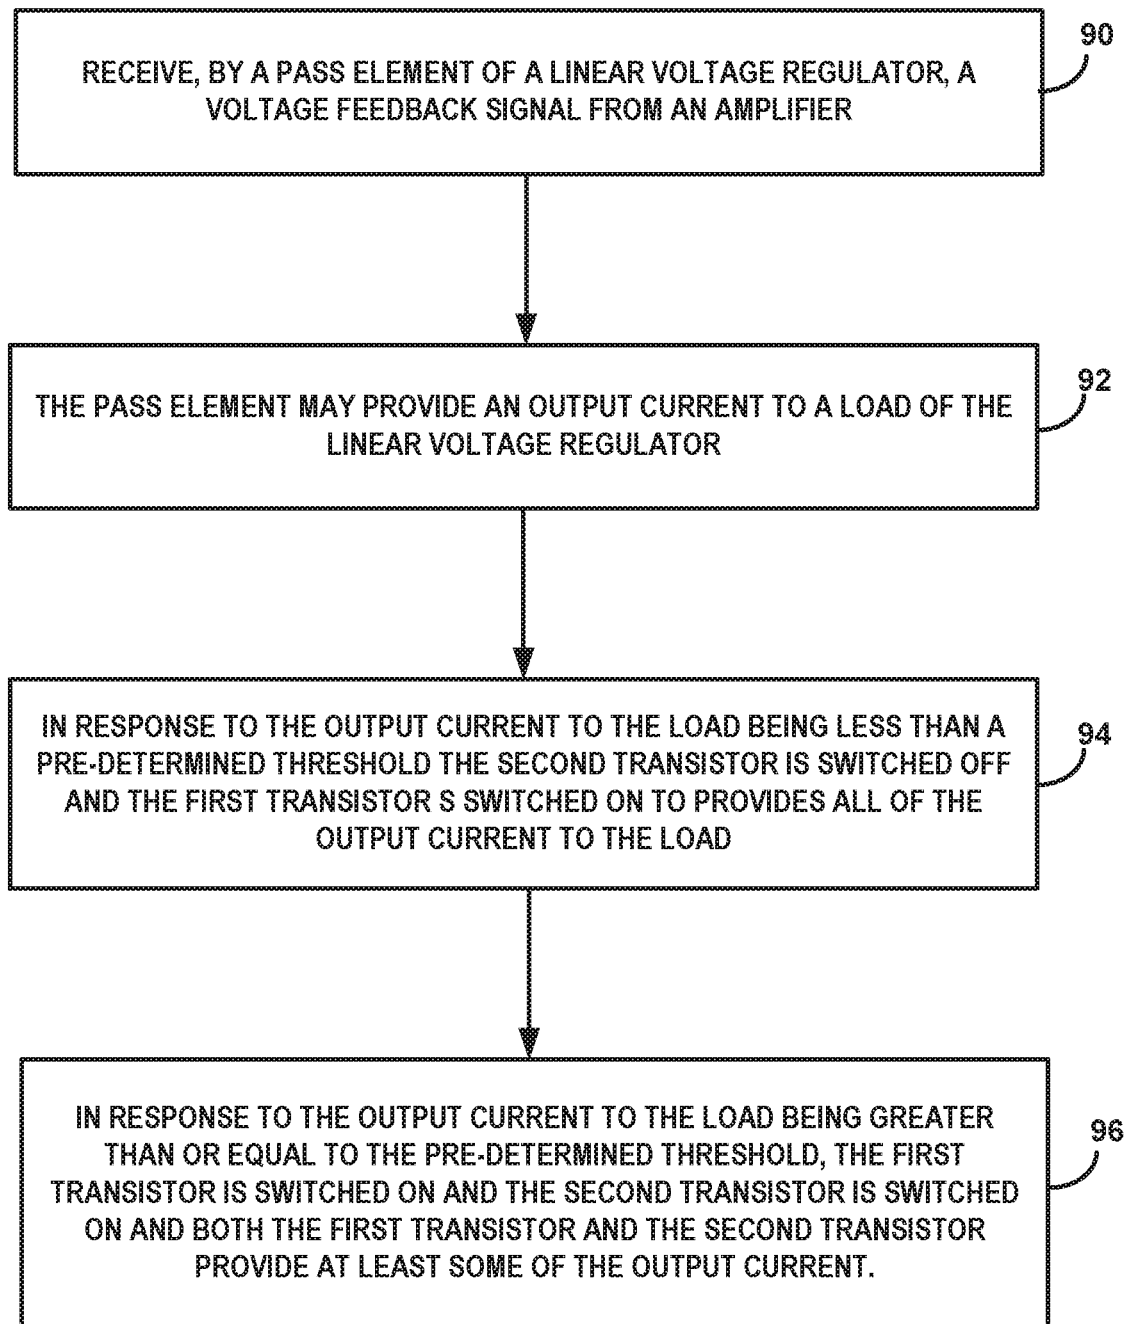 90
RECEIVE, BY A PASS ELEMENT OF A LINEAR VOLTAGE REGULATOR, A
VOLTAGE FEEDBACK SIGNAL FROM AN AMPLIFIER
92
THE PASS ELEMENT MAY PROVIDE AN OUTPUT CURRENT TO A LOAD OF THE
LINEAR VOLTAGE REGULATOR
94
IN RESPONSE TO THE OUTPUT CURRENT TO THE LOAD BEING LESS THAN A
PRE-DETERMINED THRESHOLD THE SECOND TRANSISTOR IS SWITCHED OFF
AND THE FIRST TRANSISTOR S SWITCHED ON TO PROVIDES ALL OF THE
OUTPUT CURRENT TO THE LOAD
96
IN RESPONSE TO THE OUTPUT CURRENT TO THE LOAD BEING GREATER
THAN OR EQUAL TO THE PRE-DETERMINED THRESHOLD, THE FIRST
TRANSISTOR IS SWITCHED ON AND THE SECOND TRANSISTOR IS SWITCHED
ON AND BOTH THE FIRST TRANSISTOR AND THE SECOND TRANSISTOR
PROVIDE AT LEAST SOME OF THE OUTPUT CURRENT.